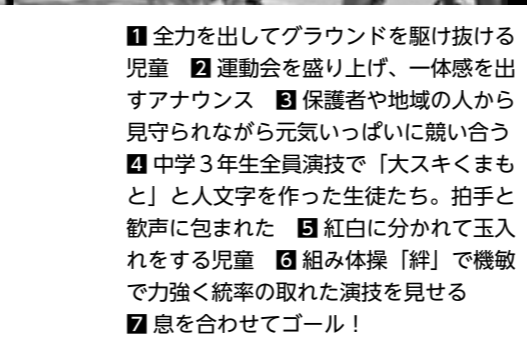 1 全力を出してグラウンドを駆け抜ける
児童　2 運動会を盛り上げ、一体感を出
すアナウンス　3 保護者や地域の人から
見守られながら元気いっぱいに競い合う
4 中学３年生全員演技で「大スキくまも
と」と人文字を作った生徒たち。拍手と
歓声に包まれた　5 紅白に分かれて玉入
れをする児童　6 組み体操「絆」で機敏
で力強く統率の取れた演技を見せる
7 息を合わせてゴール！